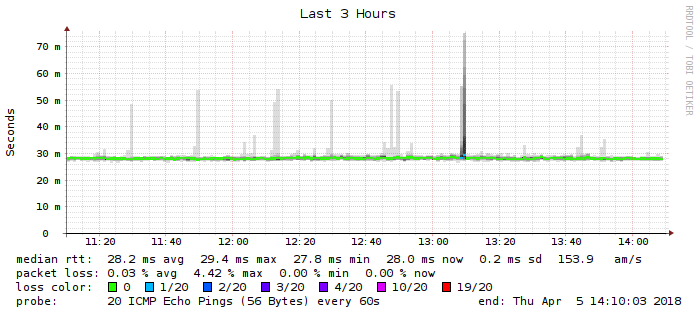 Last 3 Hours
RRDTOOL / TOBI OETIKER
Seconds
70 m
60 m
50 m
40 m
30 m
20 m
10 m
0
11:20 11:40 12:00 12:20 12:40 13:00 13:20 13:40 14:00
median rtt: 28.2 ms avg 29.4 ms max 27.8 ms min 28.0 ms now 0.2 ms sd 153.9 am/s
packet loss: 0.03 % avg 4.42 % max 0.00 % min 0.00 % now
loss color: 0 1/20 2/20 3/20 4/20 10/20 19/20
probe: 20 ICMP Echo Pings (56 Bytes) every 60s end: Thu Apr 5 14:10:03 2018